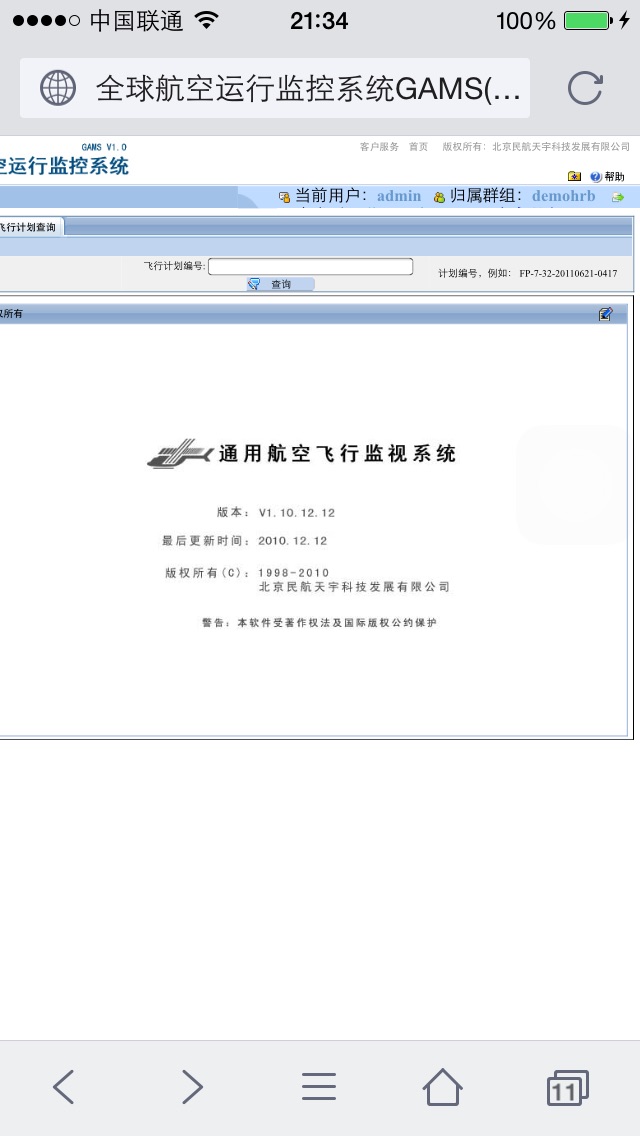 中国联通
21:34
100%
全球航空运行监控系统GAMS(...
GAMS V1.0
空运行监控系统
客户服务 首页 版权所有：北京民航天宇科技发展有限公司
帮助
当前用户： admin 归属群组： demohrb
飞行计划查询
飞行计划编号:
计划编号，例如： FP-7-32-20110621-0417
查询
权所有
通用航空飞行监视系统
版本： V1.10.12.12
最后更新时间： 2010.12.12
版权所有(C)： 1998-2010
北京民航天宇科技发展有限公司
警告：本软件受著作权法及国际版权公约保护
11